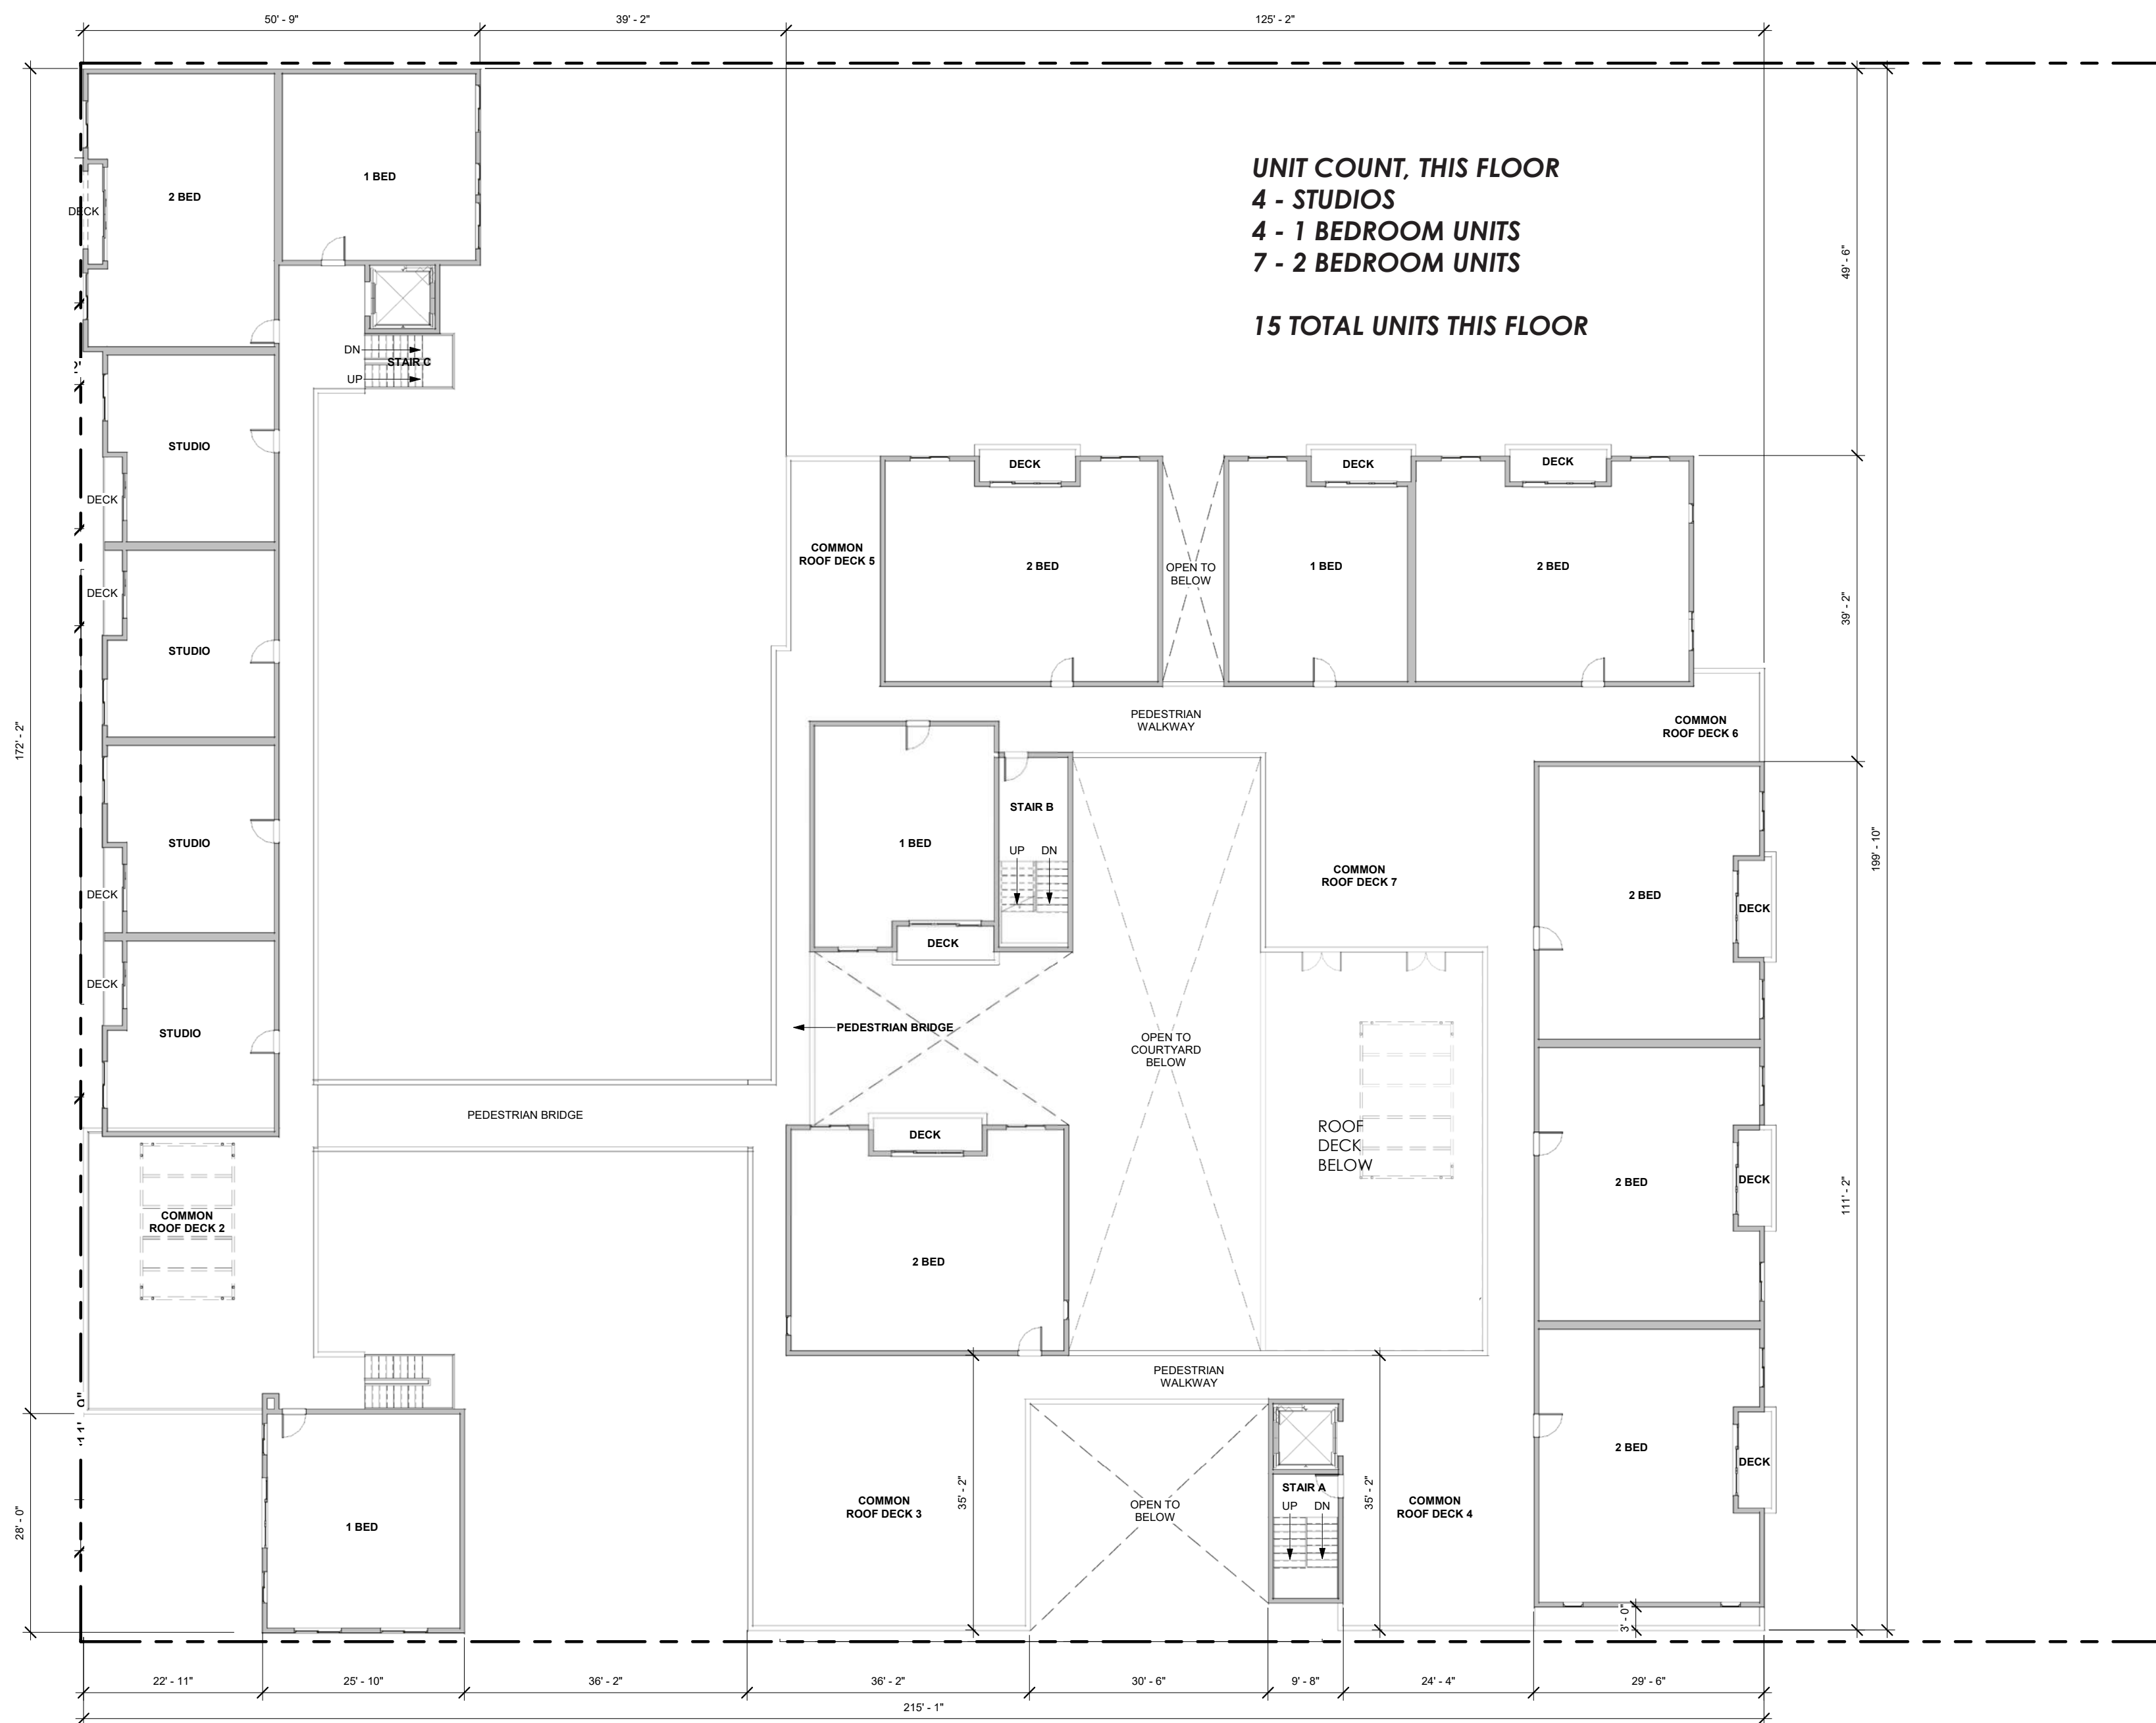 50' - 9"
39' - 2"
125' - 2"
UNIT COUNT, THIS FLOOR
4 - STUDIOS
4 - 1 BEDROOM UNITS
7 - 2 BEDROOM UNITS
15 TOTAL UNITS THIS FLOOR
1 BED
2 BED
DECK
49' - 6"
DN
STAIR C
UP
STUDIO
DECK
DECK
DECK
DECK
COMMON
ROOF DECK 5
2 BED
OPEN TO
BELOW
1 BED
2 BED
DECK
STUDIO
39' - 2"
STUDIO
172' - 2"
PEDESTRIAN
WALKWAY
COMMON
ROOF DECK 6
STAIR B
1 BED
UP
DN
COMMON
ROOF DECK 7
199' - 10"
STUDIO
DECK
2 BED
DECK
DECK
DECK
PEDESTRIAN BRIDGE
OPEN TO
COURTYARD
BELOW
PEDESTRIAN BRIDGE
DECK
ROOF
DECK
BELOW
2 BED
DECK
111' - 2"
COMMON
ROOF DECK 2
2 BED
PEDESTRIAN
WALKWAY
2 BED
DECK
STAIR A
UP
DN
COMMON
ROOF DECK 3
35' - 2"
OPEN TO
BELOW
35' - 2"
COMMON
ROOF DECK 4
28' - 0"
1 BED
3' - 0"
22' - 11"
25' - 10"
36' - 2"
36' - 2"
30' - 6"
9' - 8"
24' - 4"
29' - 6"
215' - 1"